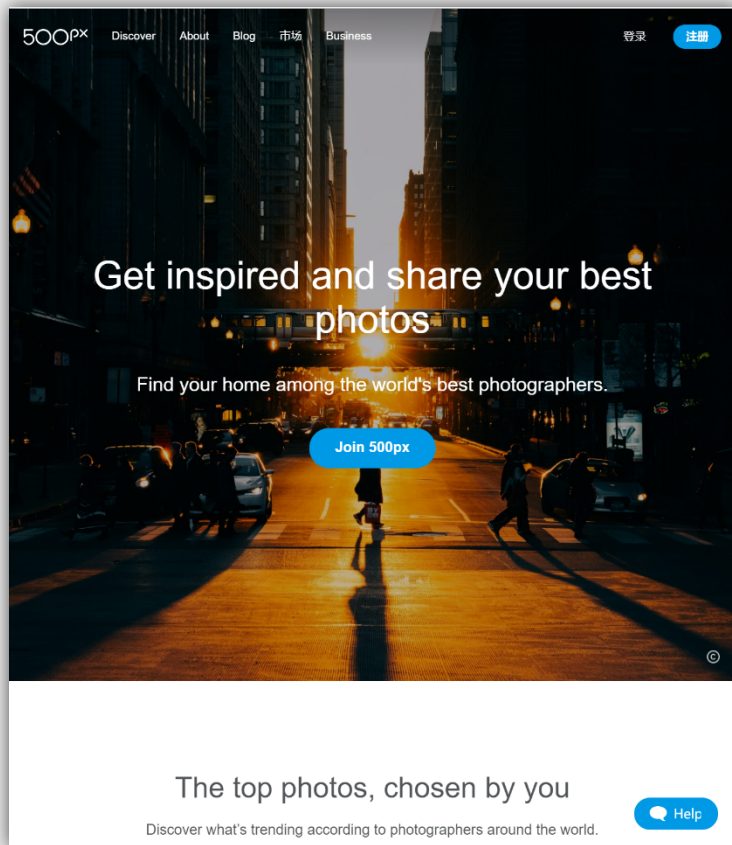 500px Discover About Blog 市场 Business 登录 注册
Get inspired and share your best
photos
Find your home among the world's best photographers.
Join 500px
©
The top photos, chosen by you
Discover what's trending according to photographers around the world.
Help